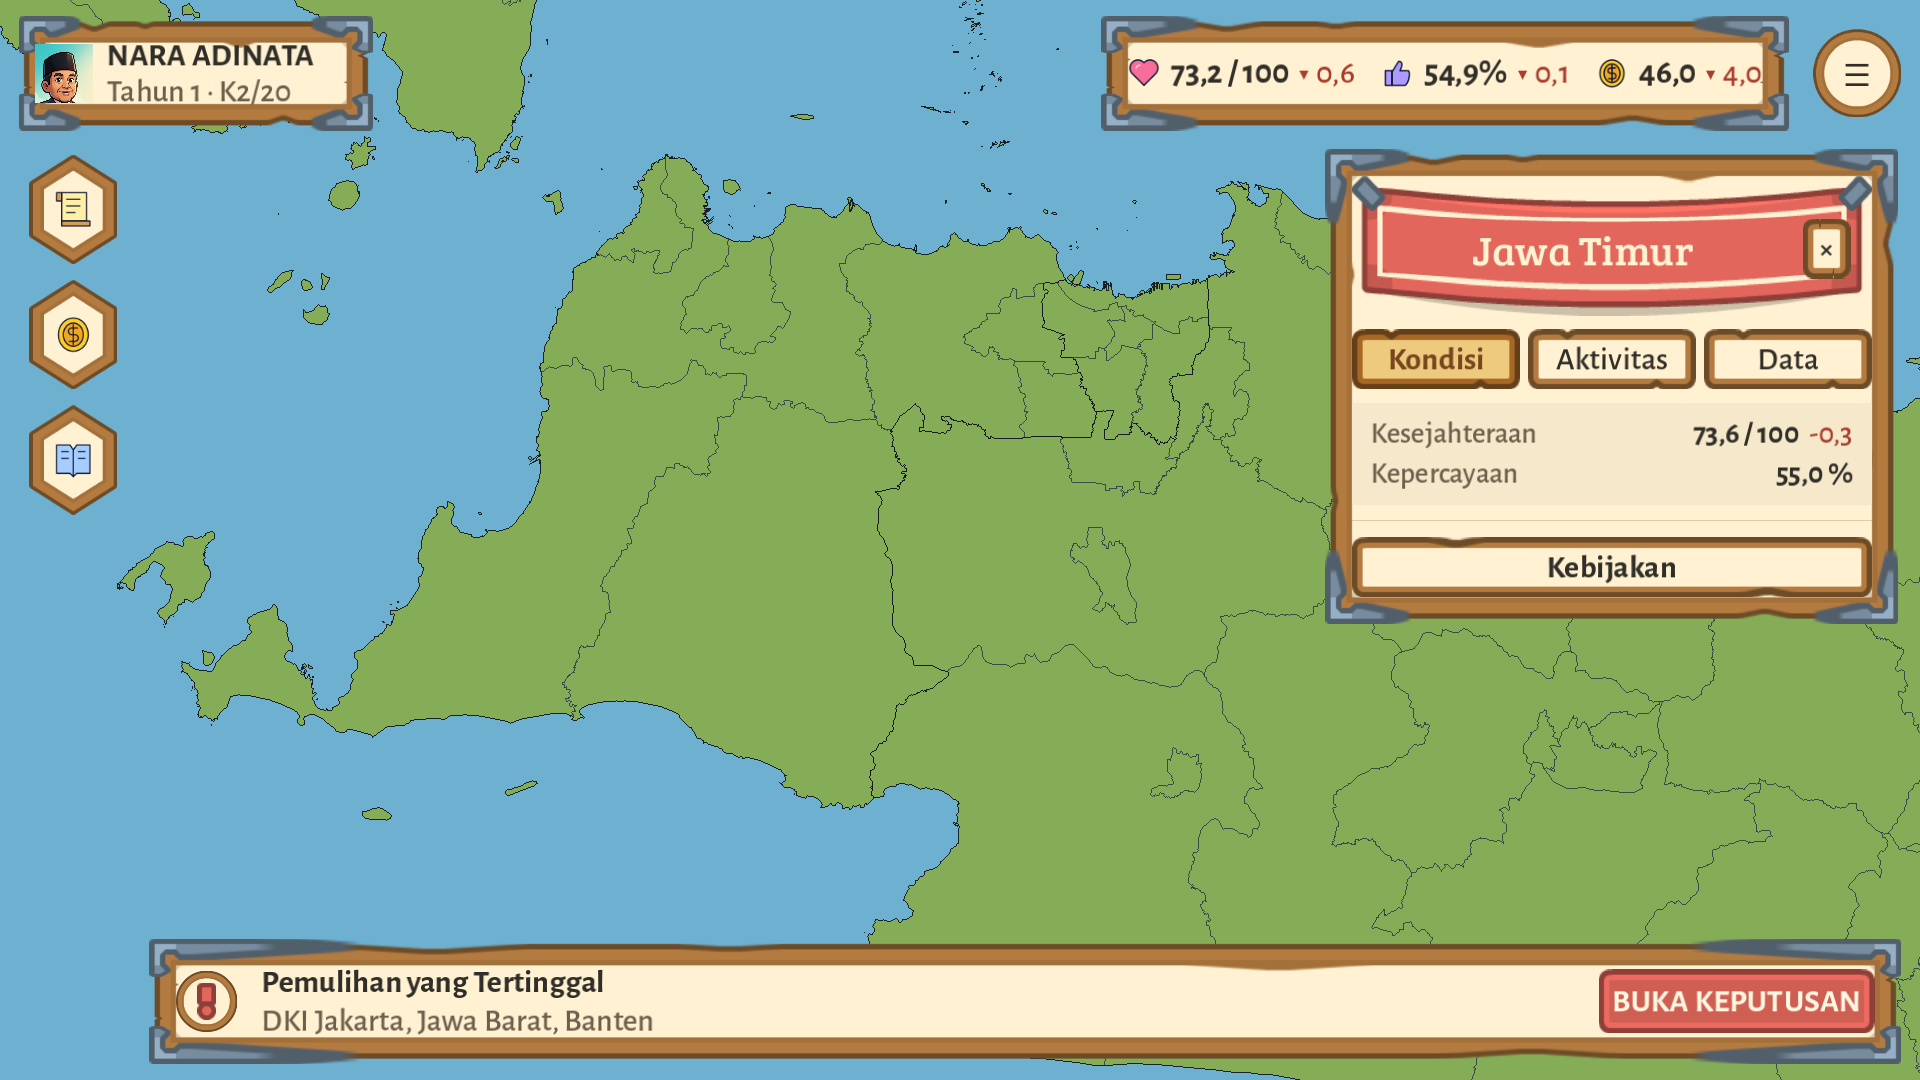 NARA ADINATA
Tahun 1 · K2/20
73,2 / 100 ▼ 0,6 54,9% ▼ 0,1 46,0 ▼ 4,0
Jawa Timur
×
Kondisi Aktivitas Data
Kesejahteraan 73,6 / 100 -0,3
Kepercayaan 55,0 %
Kebijakan
Pemulihan yang Tertinggal
DKI Jakarta, Jawa Barat, Banten
BUKA KEPUTUSAN